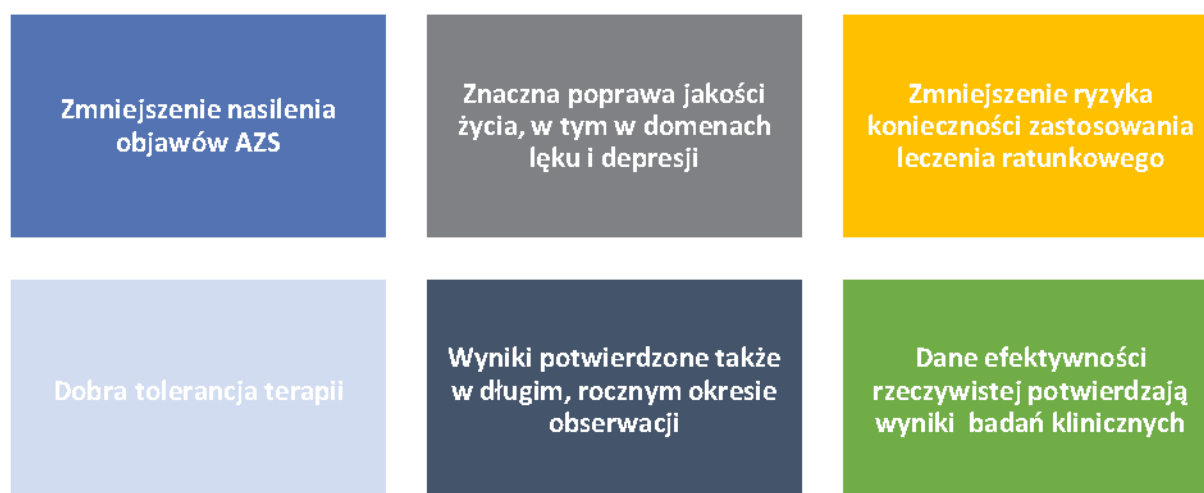 Zmniejszenie nasilenia
objawów AZS
Znaczna poprawa jakości
życia, w tym w domenach
lęku i depresji
Zmniejszenie ryzyka
konieczności zastosowania
leczenia ratunkowego
Dobra tolerancja terapii
Wyniki potwierdzone także
w długim, rocznym okresie
obserwacji
Dane efektywności
rzeczywistej potwierdzają
wyniki badań klinicznych